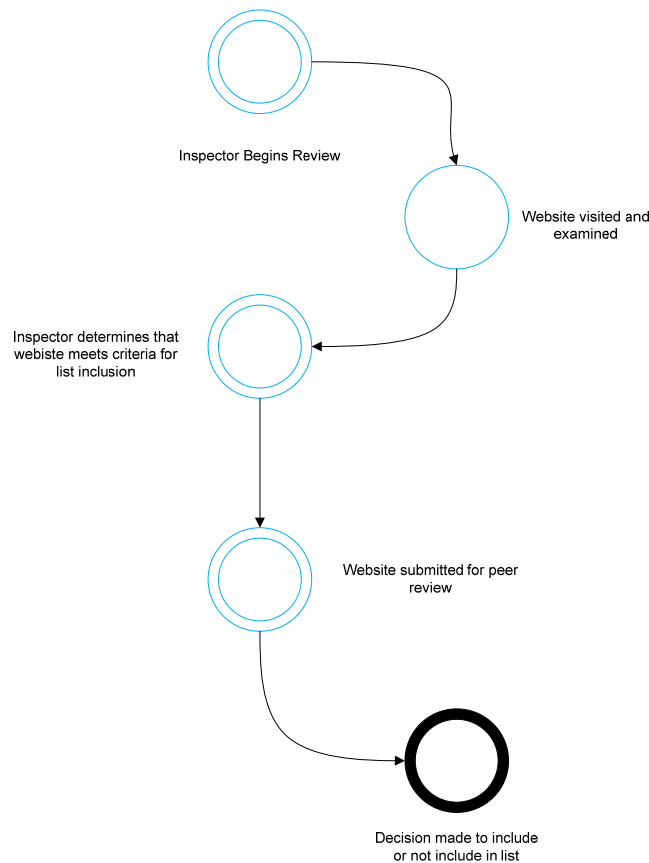 Inspector Begins Review
Website visited and
examined
Inspector determines that
webiste meets criteria for
list inclusion
Website submitted for peer
review
Decision made to include
or not include in list